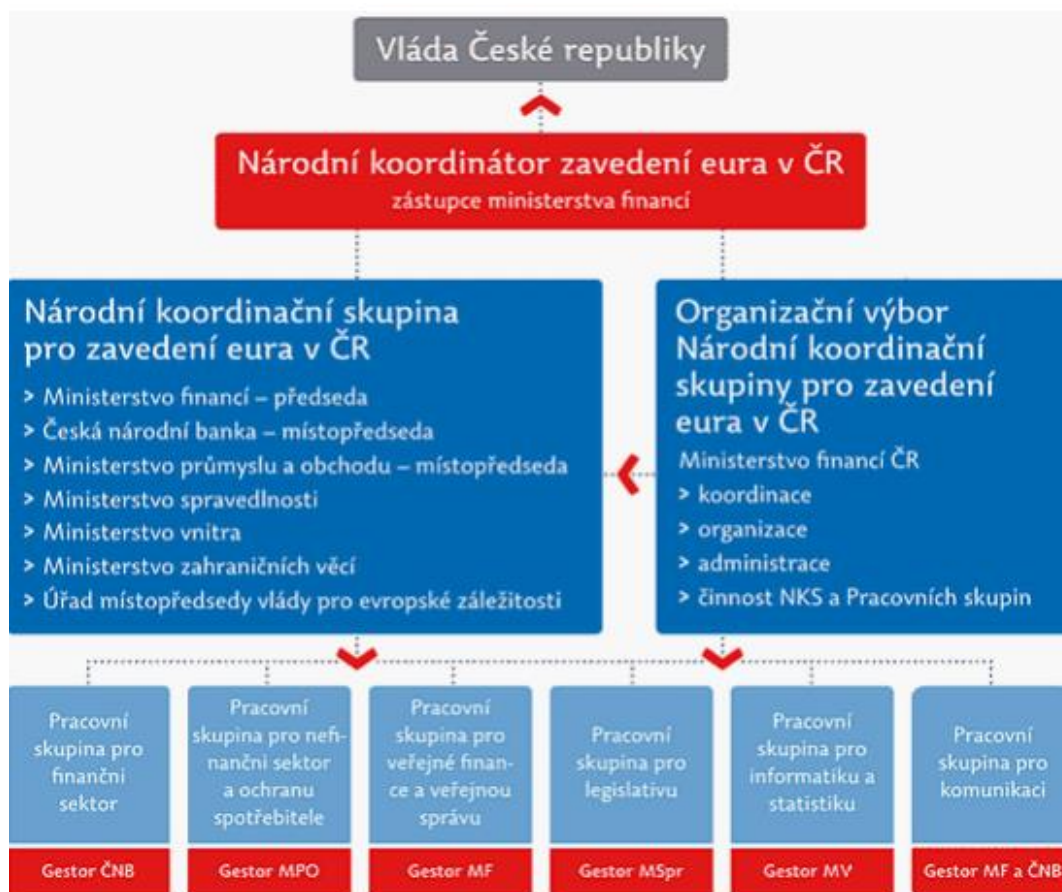 Vláda České republiky
Národní koordinátor zavedení eura v ČR
zástupce ministerstva financí
Národní koordinační skupina
pro zavedení eura v ČR
> Ministerstvo financí – předseda
> Česká národní banka – místopředseda
> Ministerstvo průmyslu a obchodu – místopředseda
> Ministerstvo spravedlnosti
> Ministerstvo vnitra
> Ministerstvo zahraničních věcí
> Úřad místopředsedy vlády pro evropské záležitosti
Organizační výbor
Národní koordinační
skupiny pro zavedení
eura v ČR
Ministerstvo financí ČR
> koordinace
> organizace
> administrace
> činnost NKS a Pracovních skupin
Pracovní
skupina pro
finanční
sektor
Gestor ČNB
Pracovní
skupina pro nefi-
nanční sektor
a ochranu
spotřebitele
Gestor MPO
Pracovní
skupina pro
veřejné finan-
ce a veřejnou
správu
Gestor MF
Pracovní
skupina pro
legislativu
Gestor MSpr
Pracovní
skupina pro
informatiku a
statistiku
Gestor MV
Pracovní
skupina pro
komunikaci
Gestor MF a ČNB